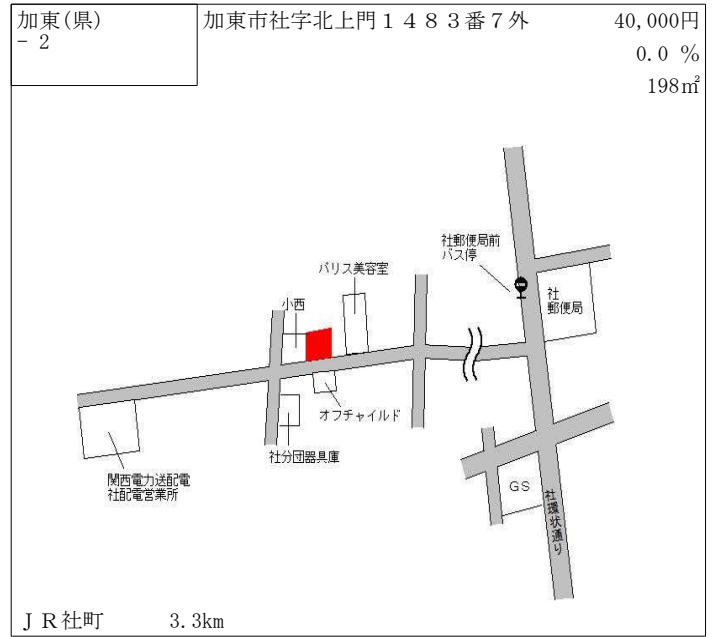 加東(県)
- 2
加東市社字北上門１４８３番７外
40,000円
0.0 %
198㎡
社郵便局前
バス停
パリス美容室
社
郵便局
小西
オフチャイルド
社分団器具庫
関西電力送配電
社配電営業所
GS
社環状通り
ＪＲ社町 3.3km